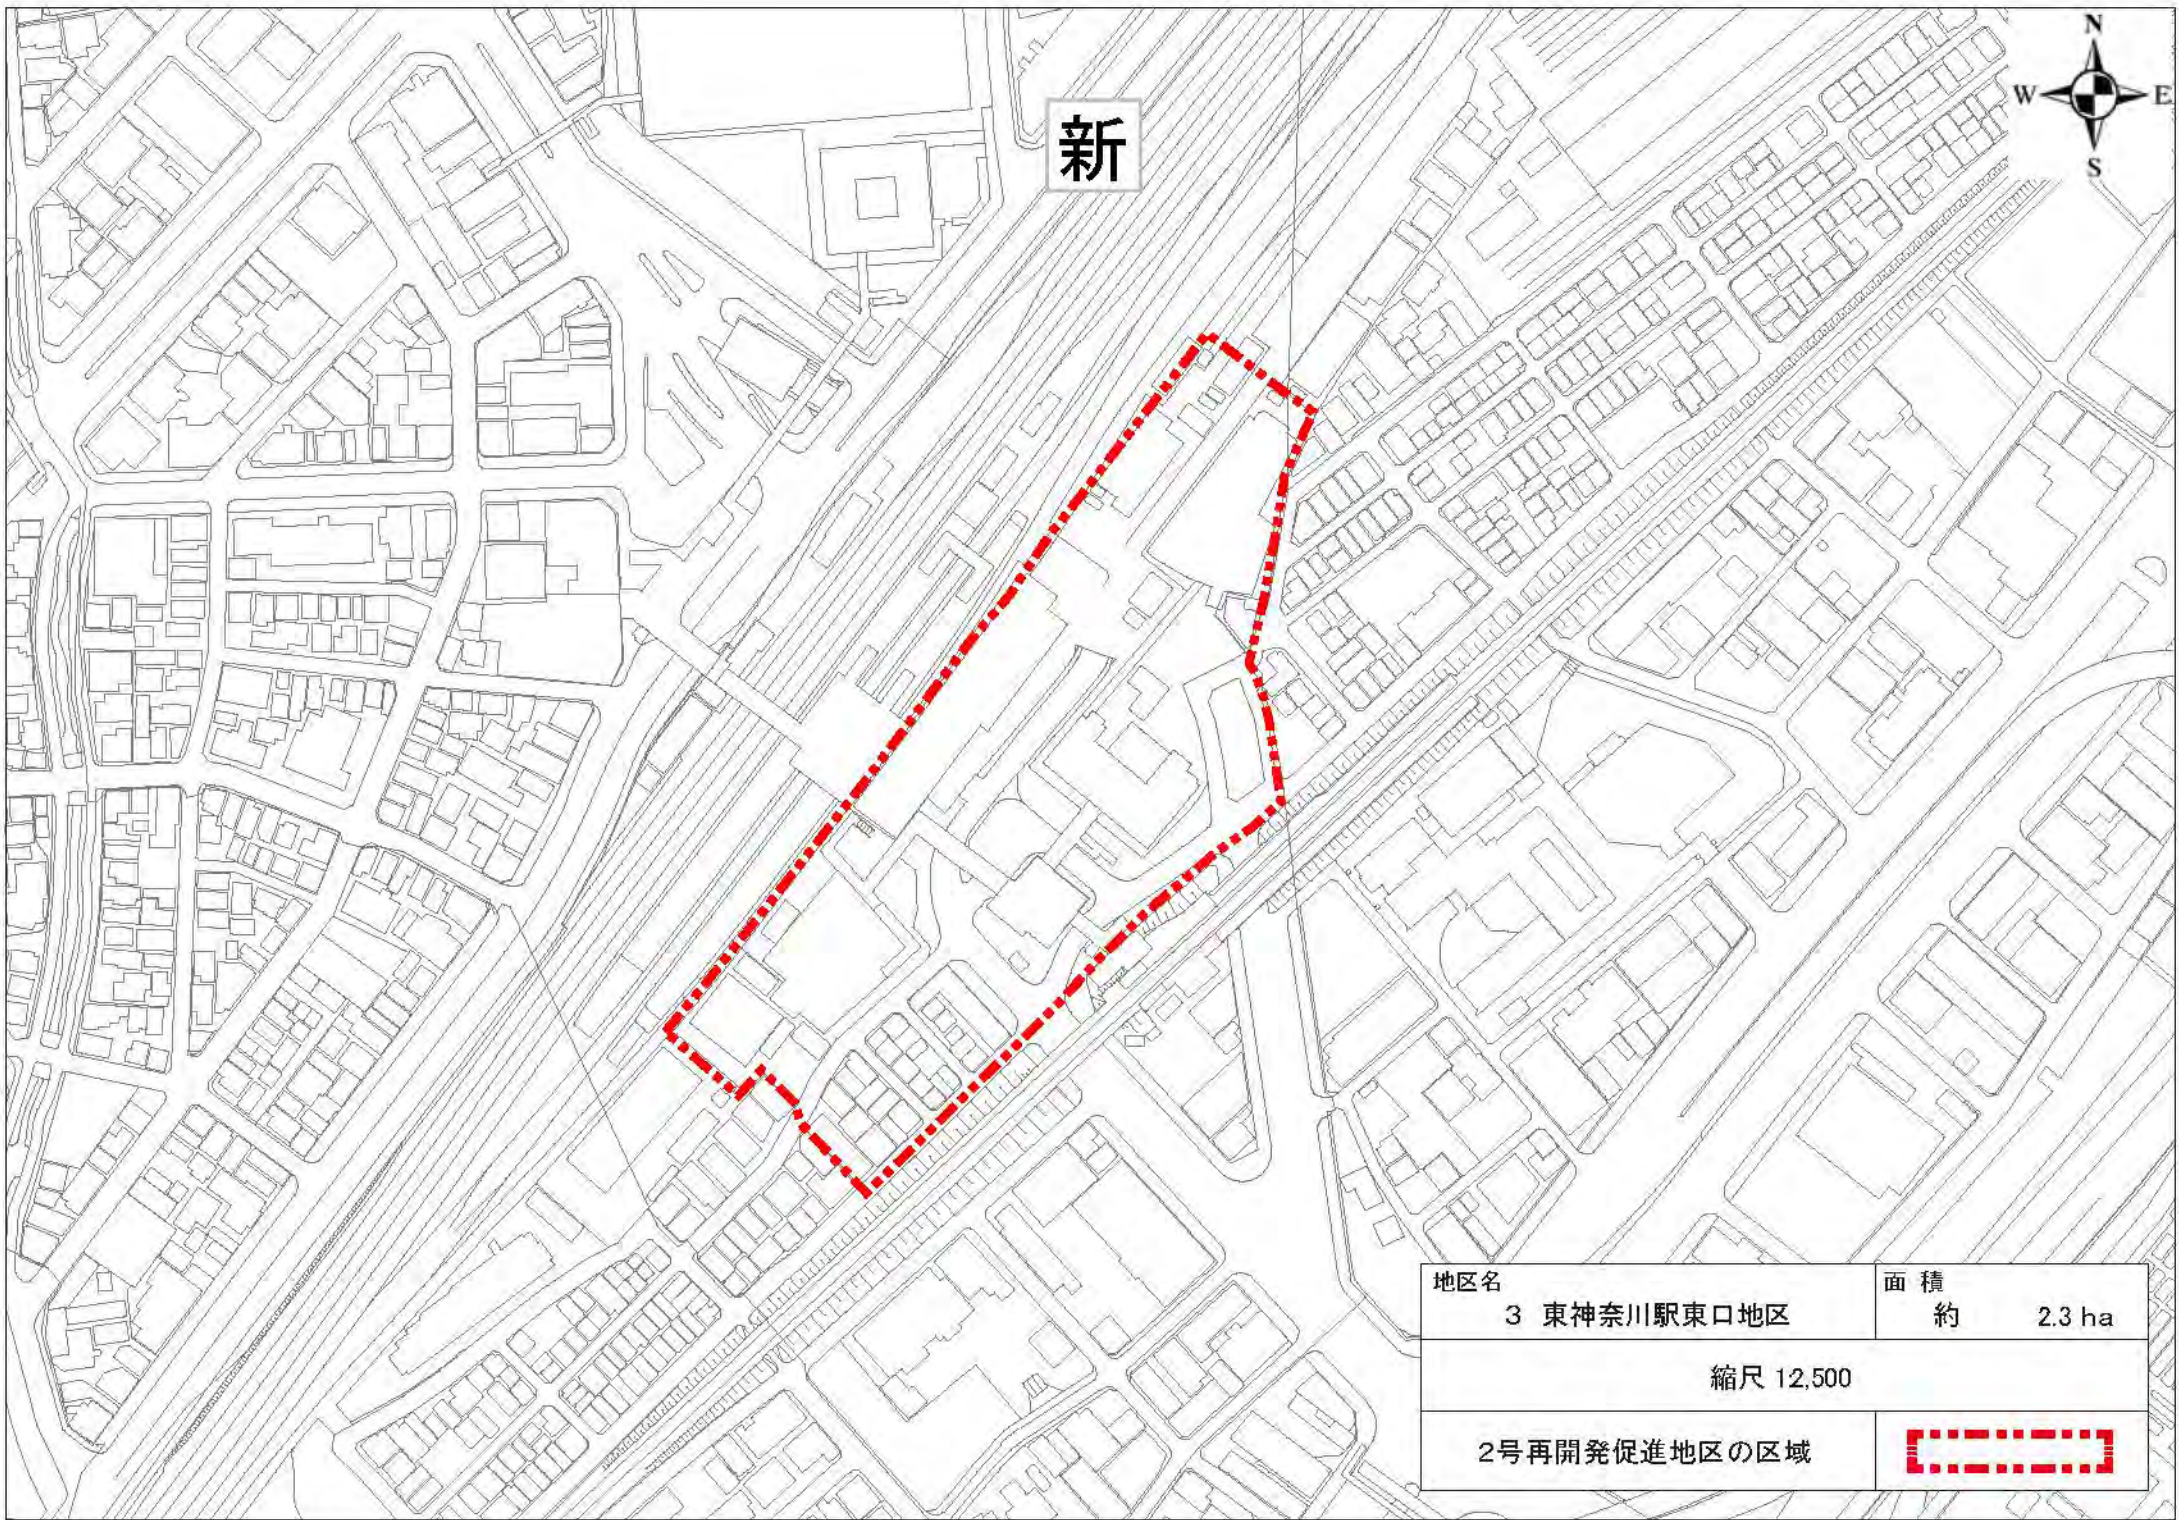 N
W E
S
新
地区名
3 東神奈川駅東口地区
面 積
約 2.3 ha
縮尺 12,500
2号再開発促進地区の区域